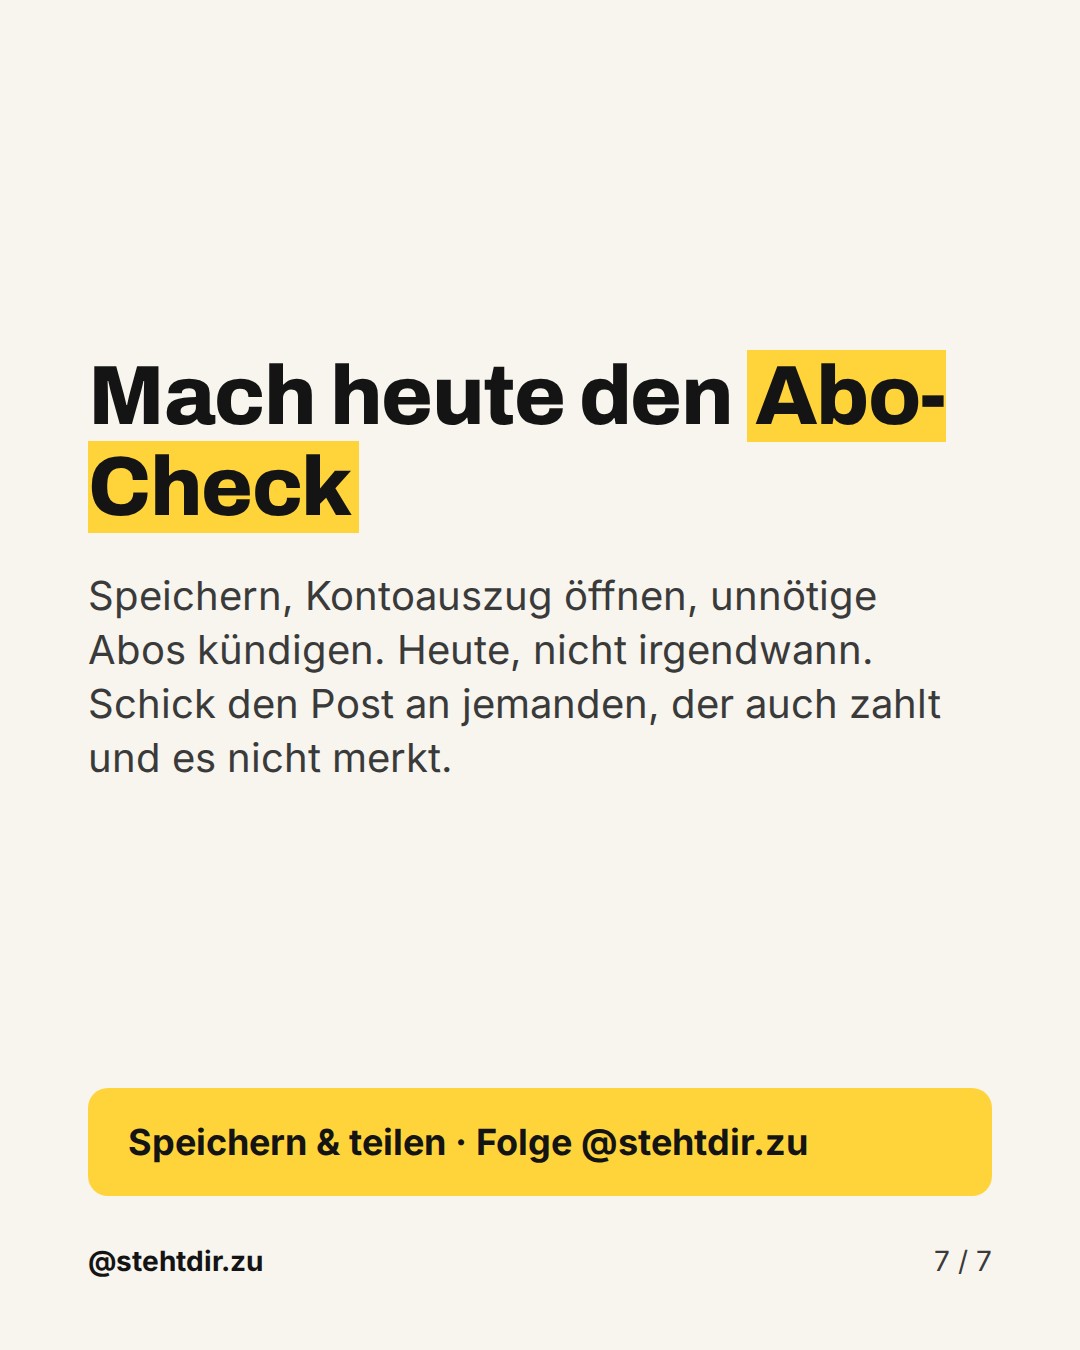 Mach heute den Abo-
Check
Speichern, Kontoauszug öffnen, unnötige
Abos kündigen. Heute, nicht irgendwann.
Schick den Post an jemanden, der auch zahlt
und es nicht merkt.
Speichern & teilen · Folge @stehtdir.zu
@stehtdir.zu
7 / 7